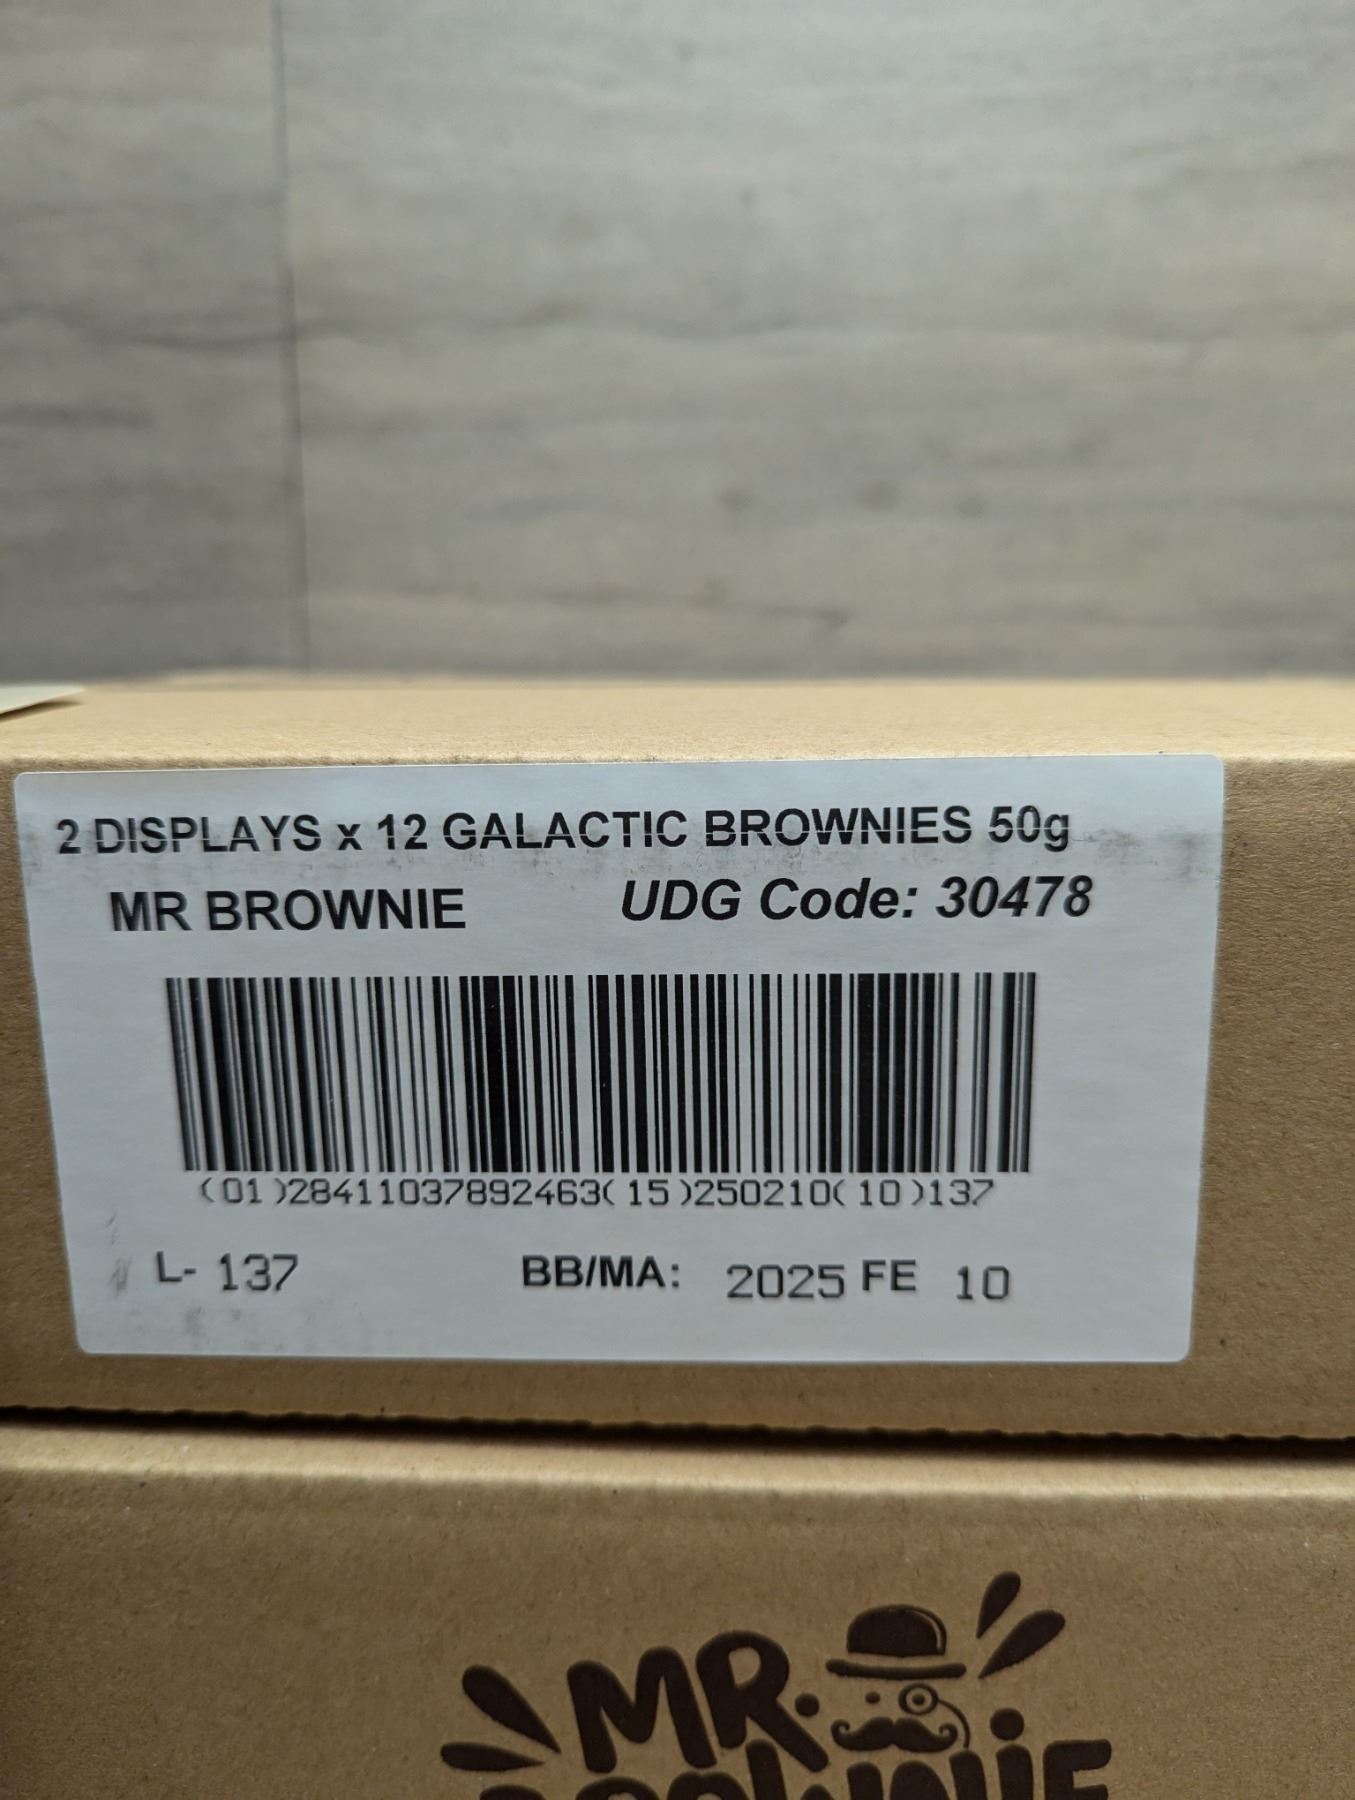 2 DISPLAYS x 12 GALACTIC BROWNIES 50g
MR BROWNIE UDG Code: 30478
(01)28411037892463(15)250210(10)137
L- 137 BB/MA: 2025 FE 10
MR.
BROWNIE